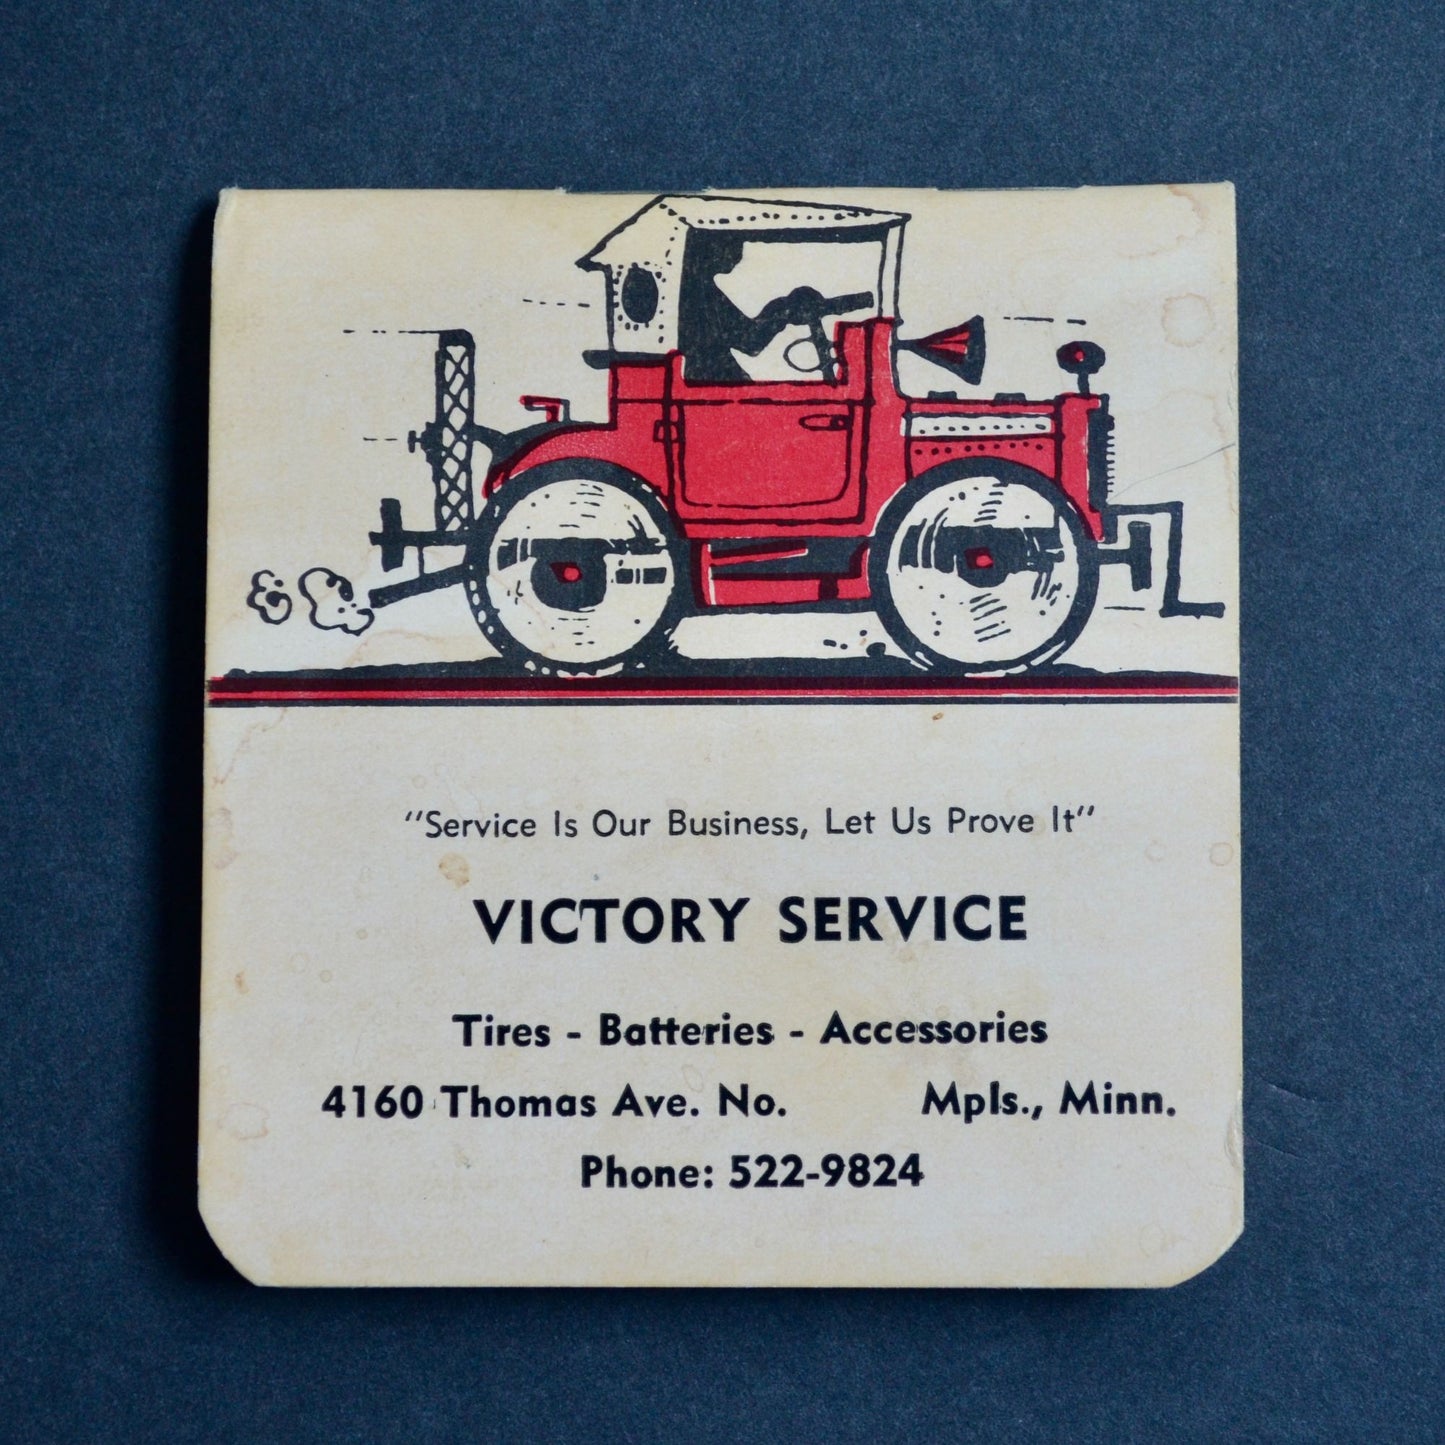 "Service Is Our Business, Let Us Prove It"
VICTORY SERVICE
Tires - Batteries - Accessories
4160 Thomas Ave. No. Mpls., Minn.
Phone: 522-9824